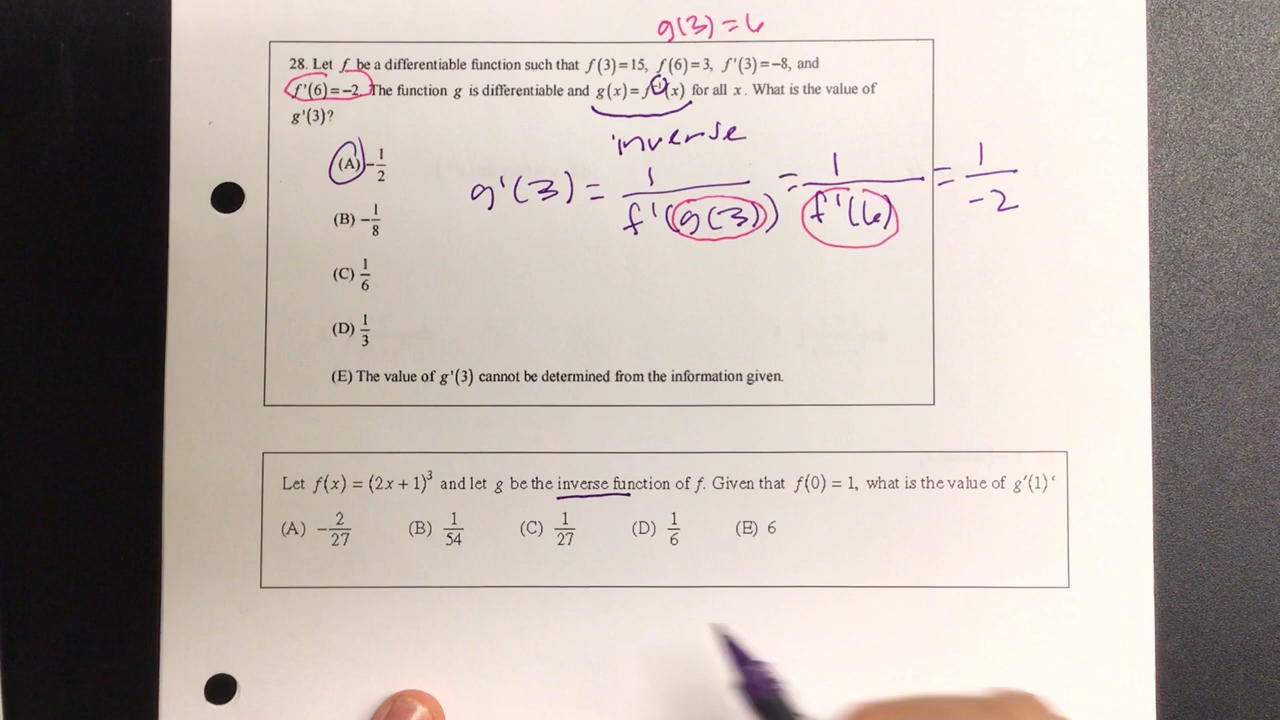 g(3)=6
28. Let f be a differentiable function such that f(3)=15, f(6)=3, f'(3)=-8, and
f'(6)=-2. The function g is differentiable and g(x)=f⁻¹(x) for all x. What is the value of
g'(3)?
inverse
(A) -1/2
g'(3) = 1/f'(g(3)) = 1/f'(6) = 1/-2
(B) -1/8
(C) 1/6
(D) 1/3
(E) The value of g'(3) cannot be determined from the information given.
Let f(x) = (2x+1)³ and let g be the inverse function of f. Given that f(0) = 1, what is the value of g'(1)
(A) -2/27 (B) 1/54 (C) 1/27 (D) 1/6 (E) 6